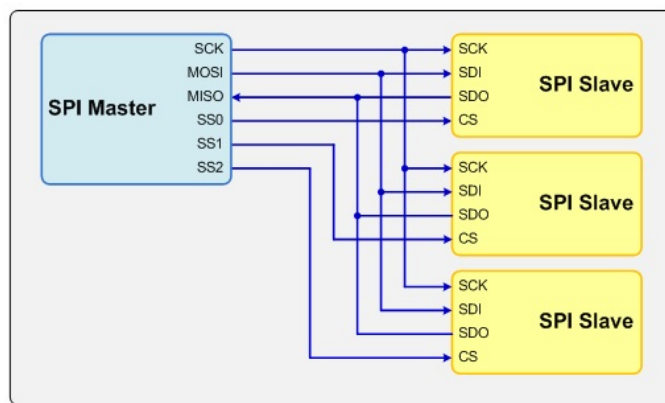 SPI Master
SCK
MOSI
MISO
SS0
SS1
SS2
SCK
SDI
SDO
CS
SPI Slave
SCK
SDI
SDO
CS
SPI Slave
SCK
SDI
SDO
CS
SPI Slave